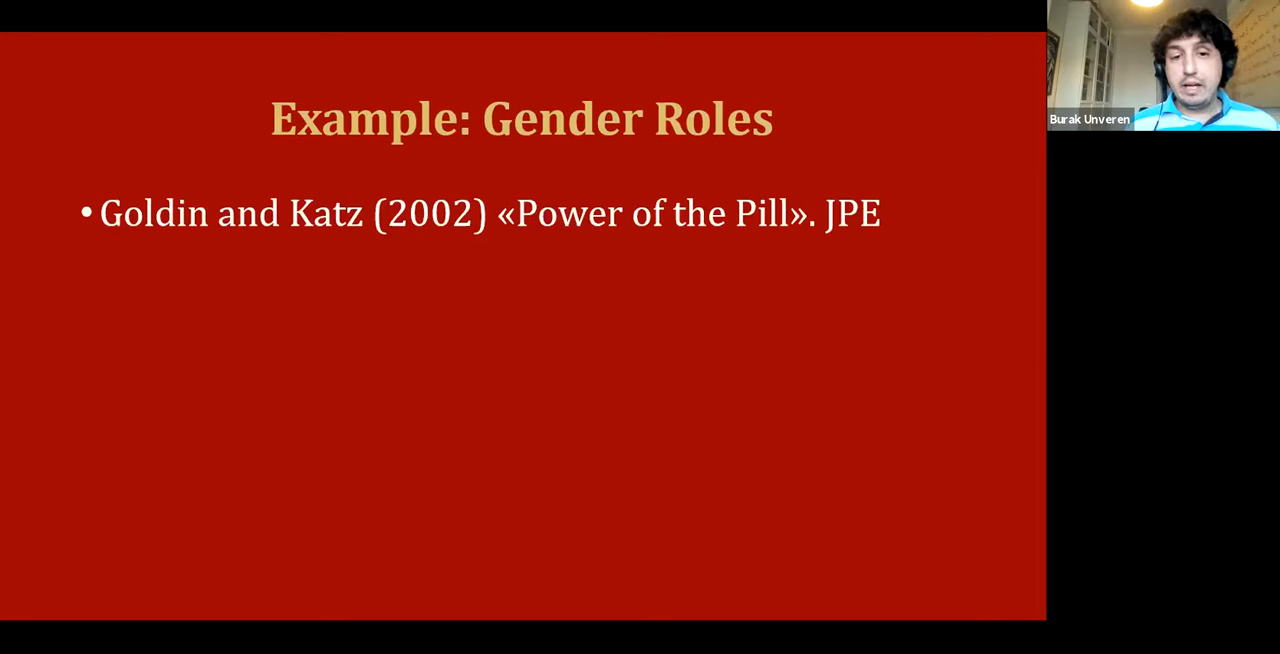 Example: Gender Roles
• Goldin and Katz (2002) «Power of the Pill». JPE
Burak Unveren